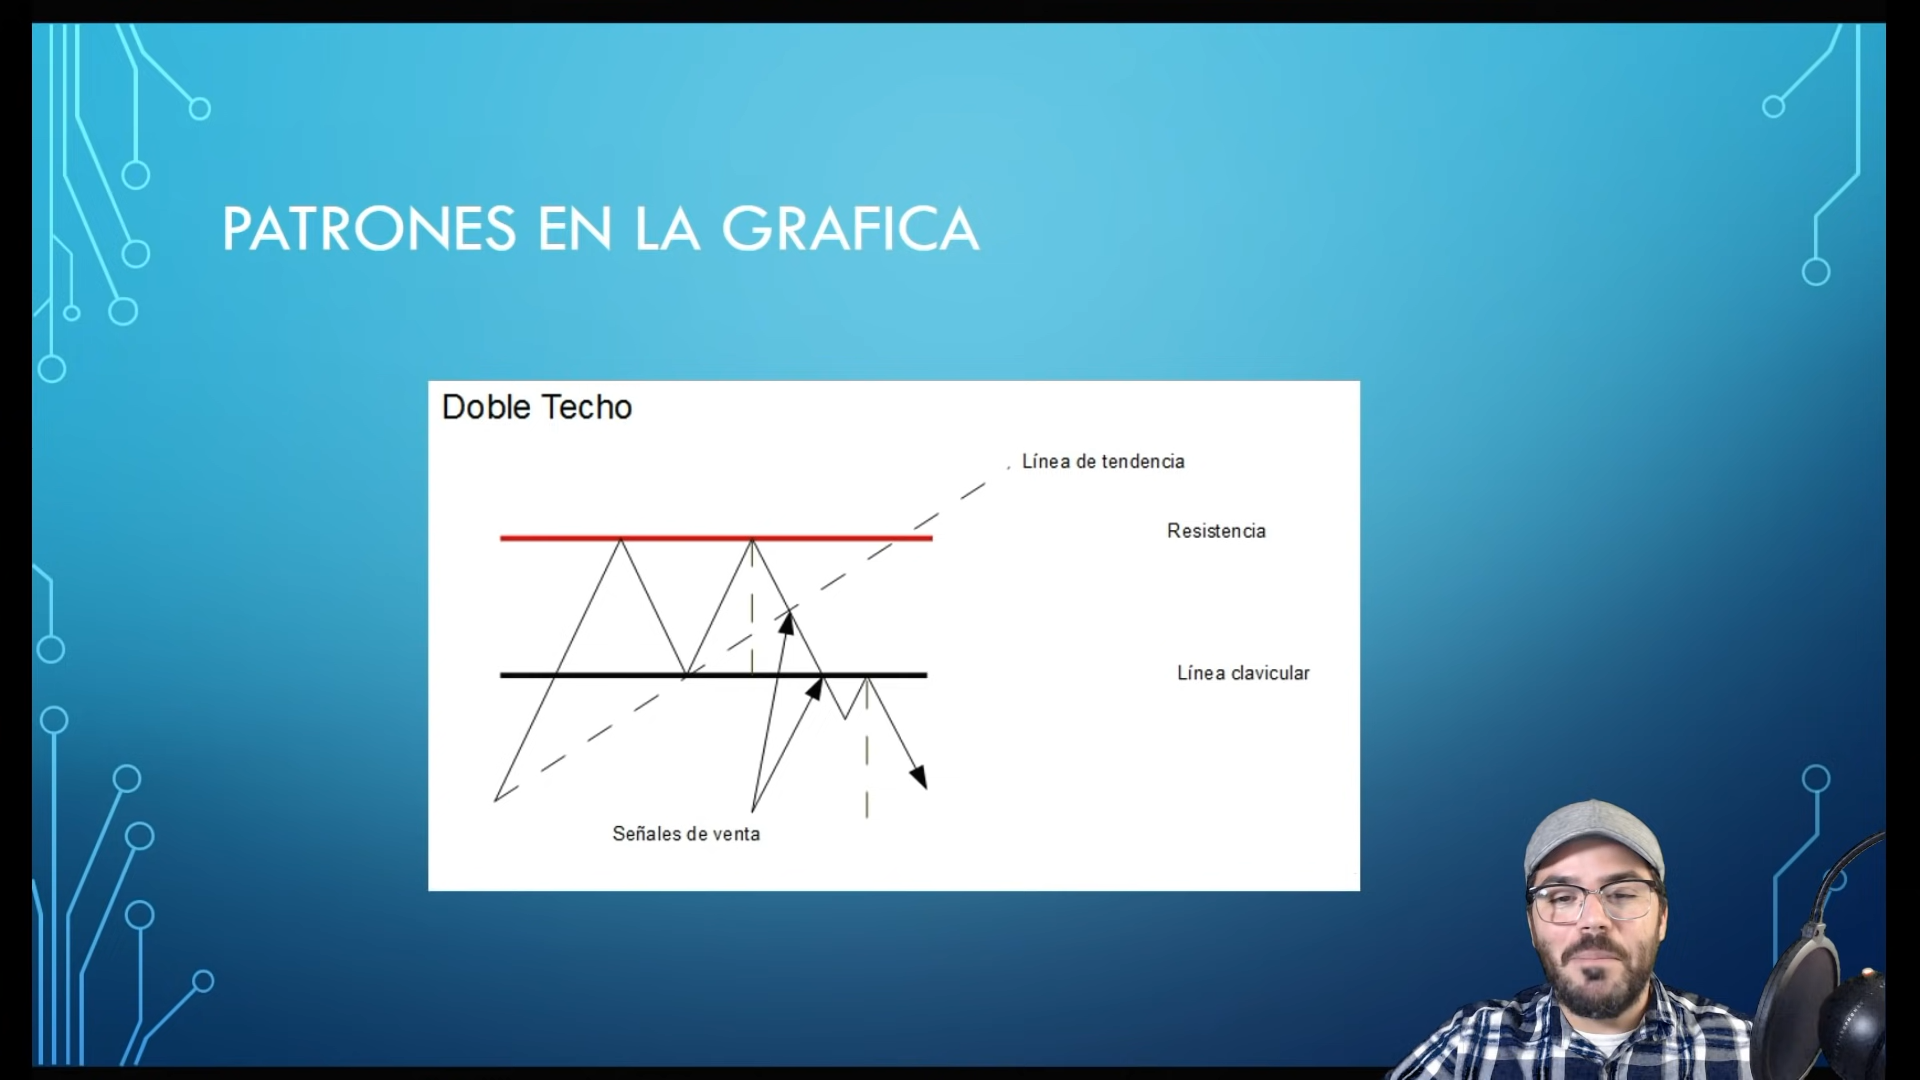 PATRONES EN LA GRAFICA
Doble Techo
Línea de tendencia
Resistencia
Línea clavicular
Señales de venta